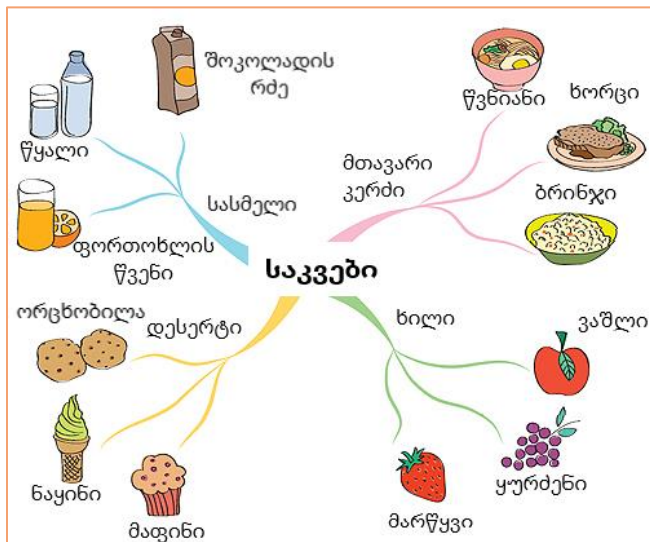 შოკოლადის
რძე
წყალი
სასმელი
ფორთოხლის
წვენი
წვნიანი
ხორცი
მთავარი
კერძი
ბრინჯი
საკვები
ორცხობილა
დესერტი
ნაყინი
მაფინი
ხილი
ვაშლი
ყურძენი
მარწყვი